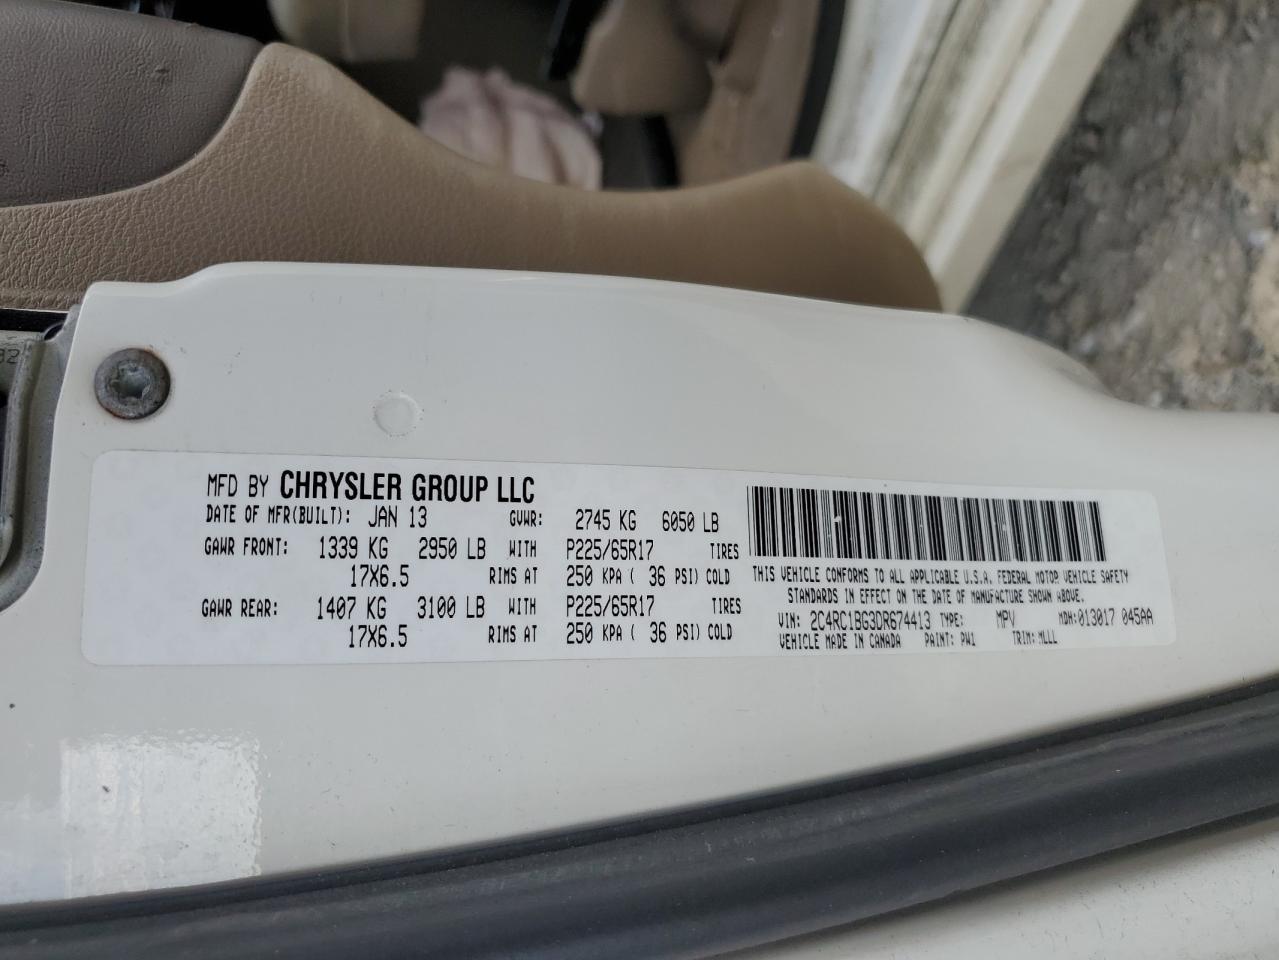 MFD BY CHRYSLER GROUP LLC
DATE OF MFR(BUILT): JAN 13 GVWR: 2745 KG 6050 LB
GAWR FRONT: 1339 KG 2950 LB WITH P225/65R17 TIRES
17X6.5 RIMS AT 250 KPA ( 36 PSI) COLD
GAWR REAR: 1407 KG 3100 LB WITH P225/65R17 TIRES
17X6.5 RIMS AT 250 KPA ( 36 PSI) COLD
THIS VEHICLE CONFORMS TO ALL APPLICABLE U.S.A. FEDERAL MOTOR VEHICLE SAFETY
STANDARDS IN EFFECT ON THE DATE OF MANUFACTURE SHOWN ABOVE.
VIN: 2C4RC1BG3DR674413 TYPE: MPV MDH: 013017 045AA
VEHICLE MADE IN CANADA PAINT: PW1 TRIM: MLLL